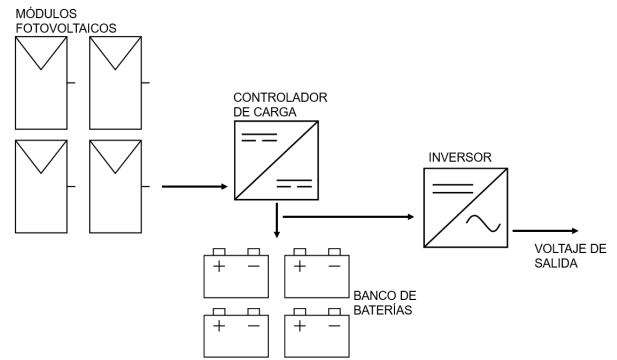 MÓDULOS
FOTOVOLTAICOS
CONTROLADOR
DE CARGA
INVERSOR
VOLTAJE DE
SALIDA
+ − + −
BANCO DE
BATERÍAS
+ − + −